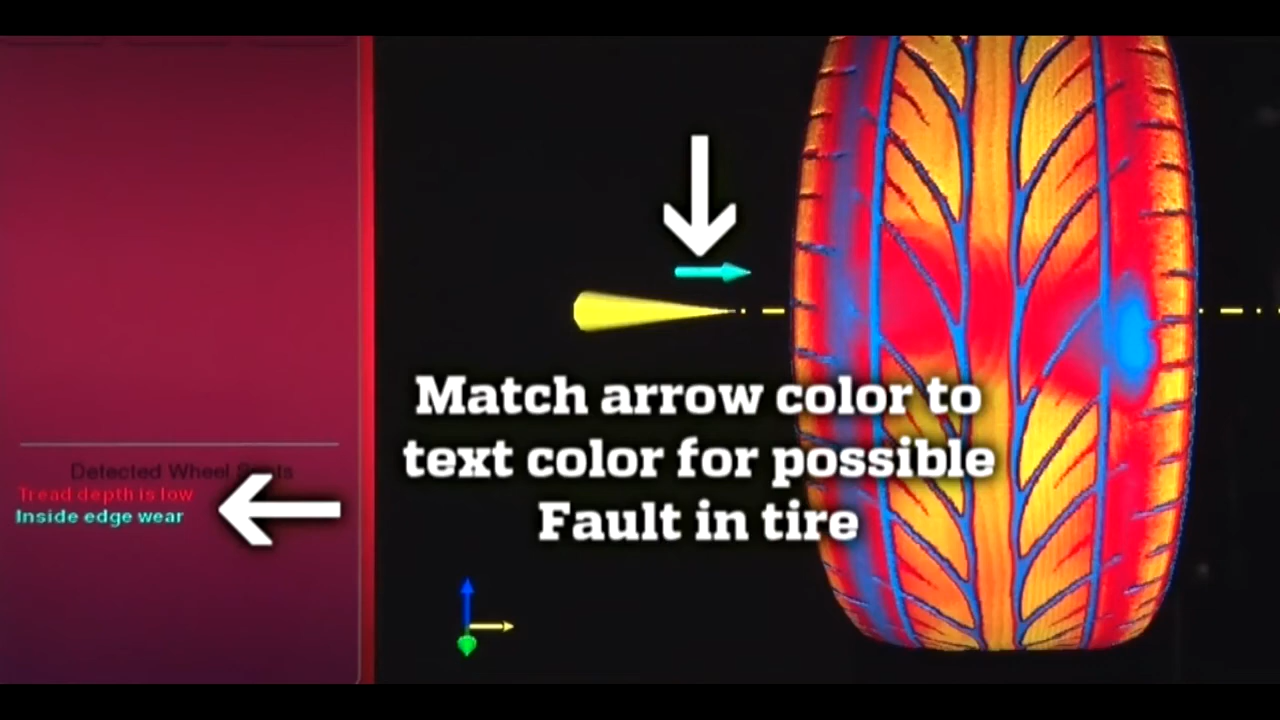 Detected Wheel
Tread depth is low
Inside edge wear
Match arrow color to
text color for possible
Fault in tire